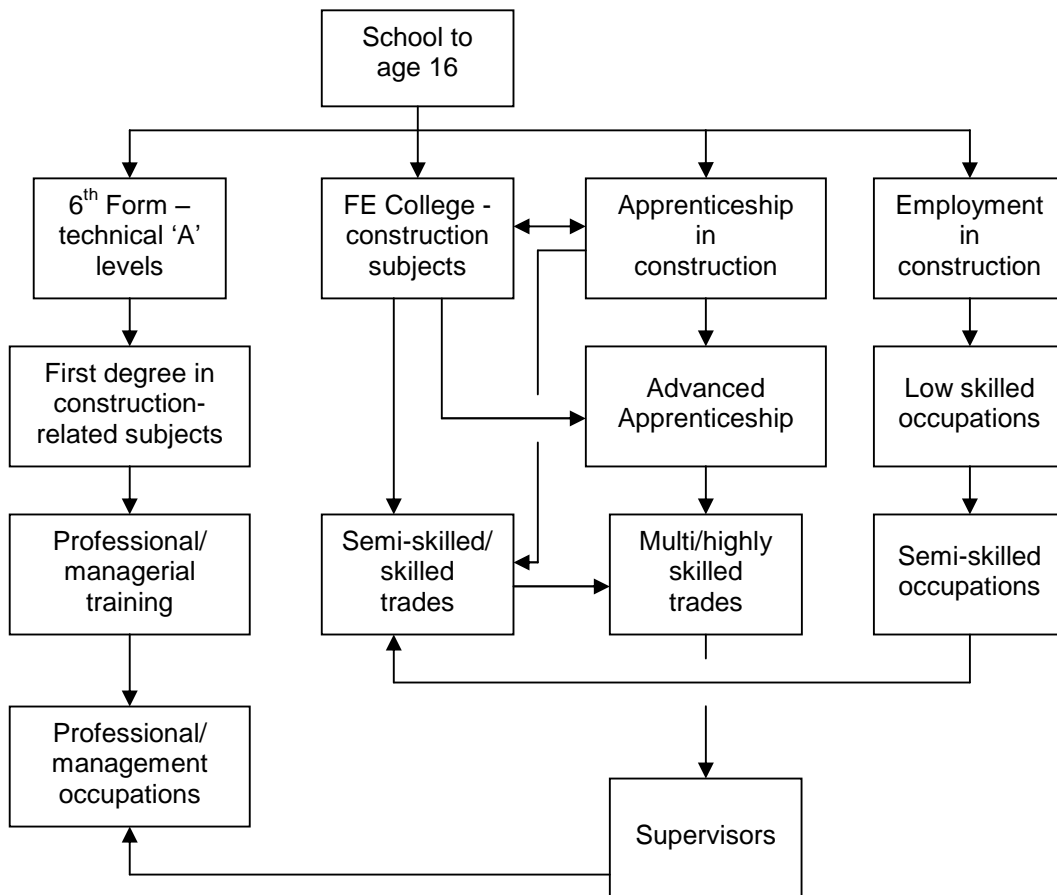 School to
age 16
6th Form –
technical ‘A’
levels
FE College -
construction
subjects
Apprenticeship
in
construction
Employment
in
construction
First degree in
construction-
related subjects
Advanced
Apprenticeship
Low skilled
occupations
Professional/
managerial
training
Semi-skilled/
skilled
trades
Multi/highly
skilled
trades
Semi-skilled
occupations
Professional/
management
occupations
Supervisors